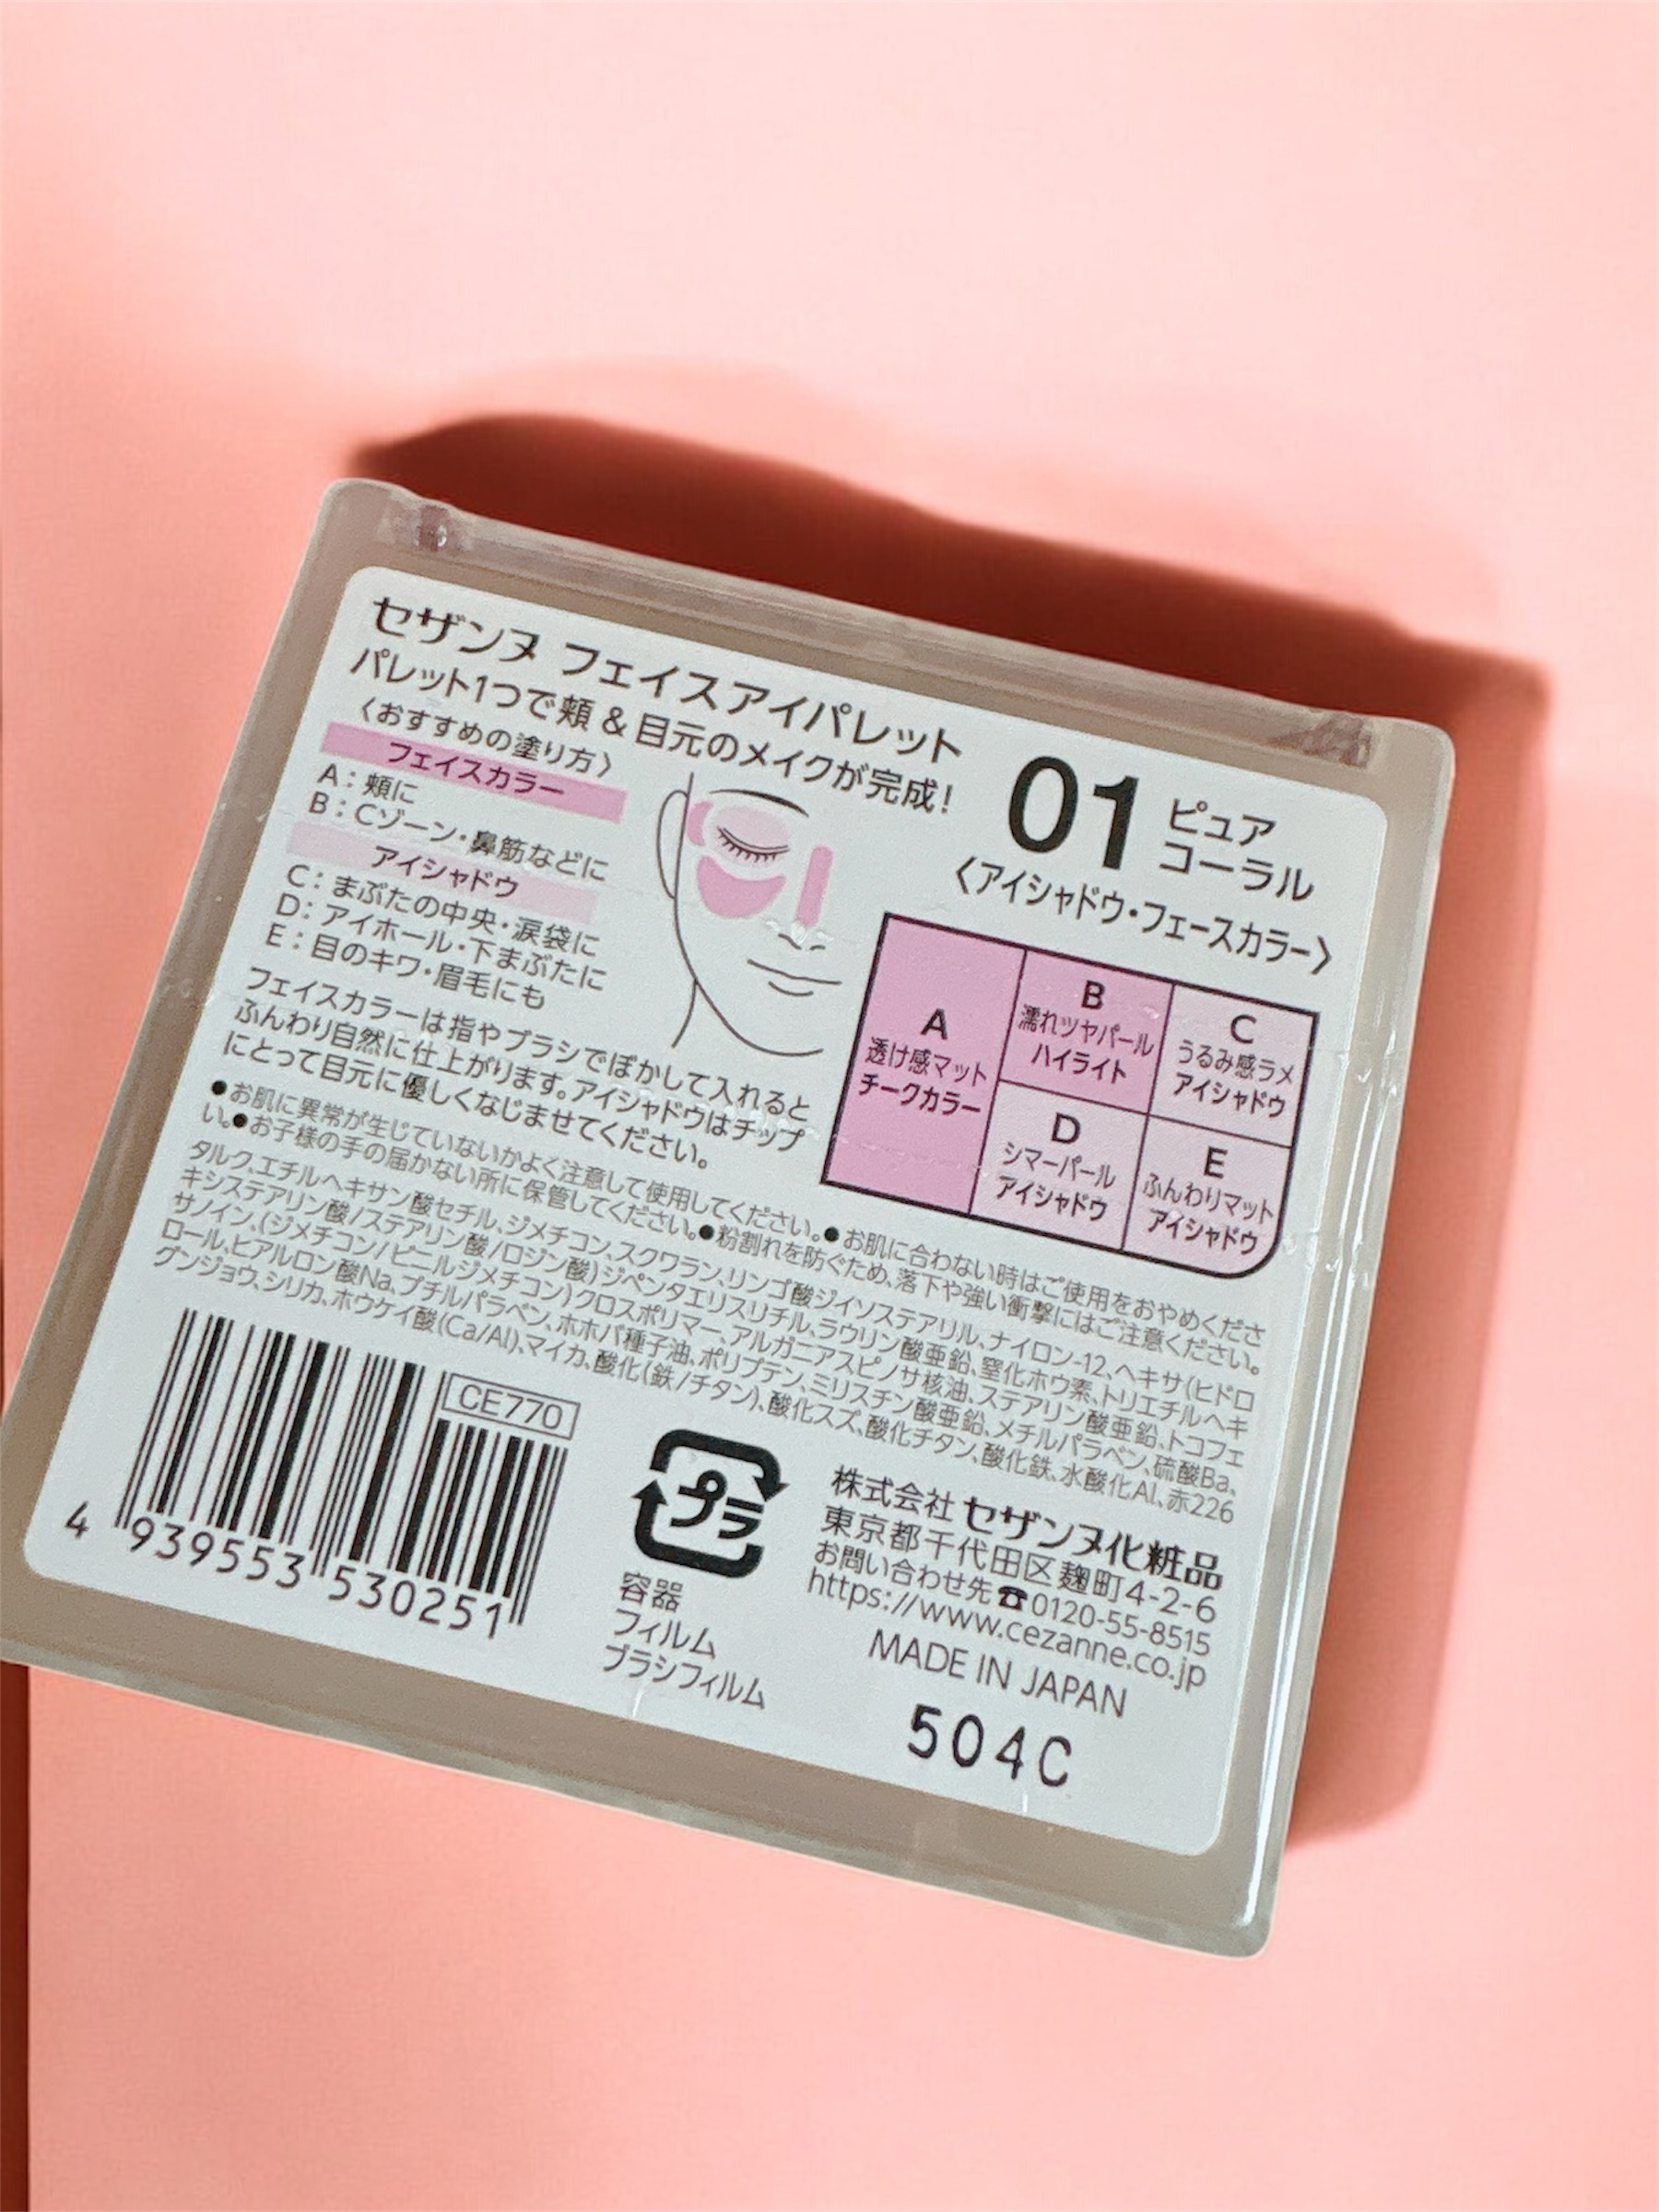 セザンヌ フェイスアイパレット
パレット1つで頬＆目元のメイクが完成！
〈おすすめの塗り方〉
フェイスカラー
A：頬に
B：Cゾーン・鼻筋などに
アイシャドウ
C：まぶたの中央・涙袋に
D：アイホール・下まぶたに
E：目のキワ・眉毛にも
フェイスカラーは指やブラシでぼかして入れると
ふんわり自然に仕上がります。アイシャドウはチップ
にとって目元に優しくなじませてください。
01 ピュア
コーラル
〈アイシャドウ・フェースカラー〉
A
透け感マット
チークカラー
B
濡れツヤパール
ハイライト
C
うるみ感ラメ
アイシャドウ
D
シマーパール
アイシャドウ
E
ふんわりマット
アイシャドウ
●お肌に異常が生じていないかよく注意して使用してください。●お肌に合わない時はご使用をおやめくださ
い。●お子様の手の届かない所に保管してください。●粉割れを防ぐため、落下や強い衝撃にはご注意ください。
タルク、エチルヘキサン酸セチル、ジメチコン、スクワラン、リンゴ酸ジイソステアリル、ナイロン-12、ヘキサ(ヒドロ
キシステアリン酸/ステアリン酸/ロジン酸)ジペンタエリスリチル、ラウリン酸亜鉛、窒化ホウ素、トリエチルヘキ
サノイン、(ジメチコン/ビニルジメチコン)クロスポリマー、アルガニアスピノサ核油、ステアリン酸亜鉛、トコフェ
ロール、ヒアルロン酸Na、ブチルパラベン、ホホバ種子油、ポリブテン、ミリスチン酸亜鉛、メチルパラベン、硫酸Ba、
グンジョウ、シリカ、ホウケイ酸(Ca/Al)、マイカ、酸化(鉄/チタン)、酸化スズ、酸化チタン、酸化鉄、水酸化Al、赤226
CE770
4 939553 530251
プラ
容器
フィルム
ブラシフィルム
株式会社 セザンヌ化粧品
東京都千代田区麹町4-2-6
お問い合わせ先☎0120-55-8515
https://www.cezanne.co.jp
MADE IN JAPAN
504C